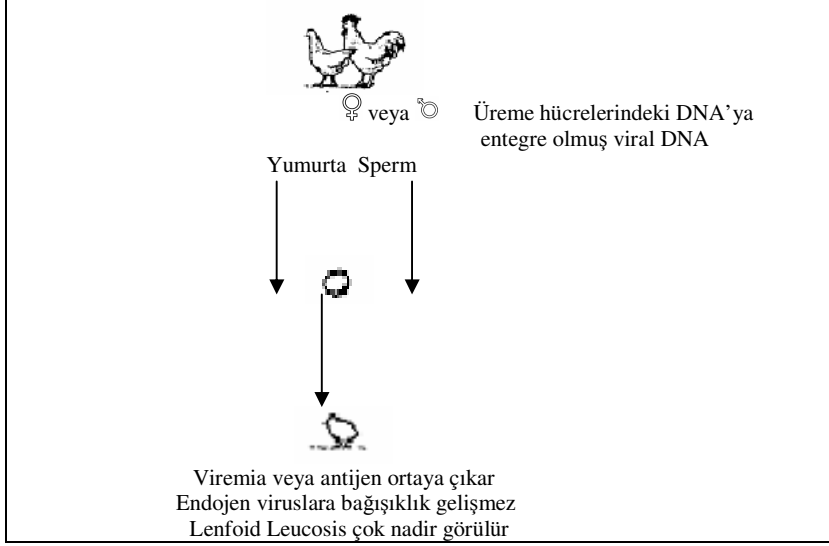 ♀ veya ♂ Üreme hücrelerindeki DNA’ya
entegre olmuş viral DNA
Yumurta Sperm
Viremia veya antijen ortaya çıkar
Endojen viruslara bağışıklık gelişmez
Lenfoid Leucosis çok nadir görülür